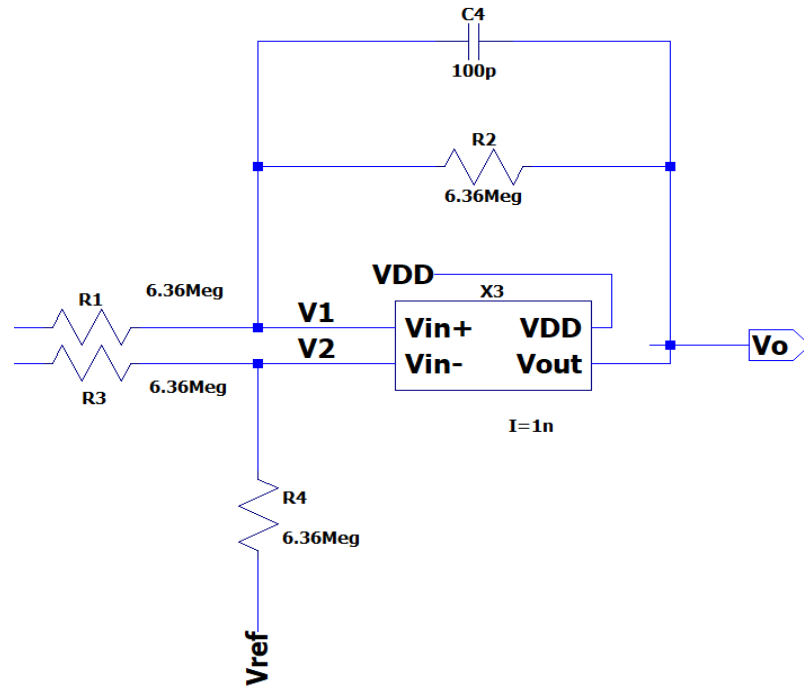 C4
100p
R2
6.36Meg
VDD
X3
6.36Meg
R1
V1
Vin+
VDD
V2
Vin-
Vout
Vo
6.36Meg
R3
I=1n
R4
6.36Meg
Vref